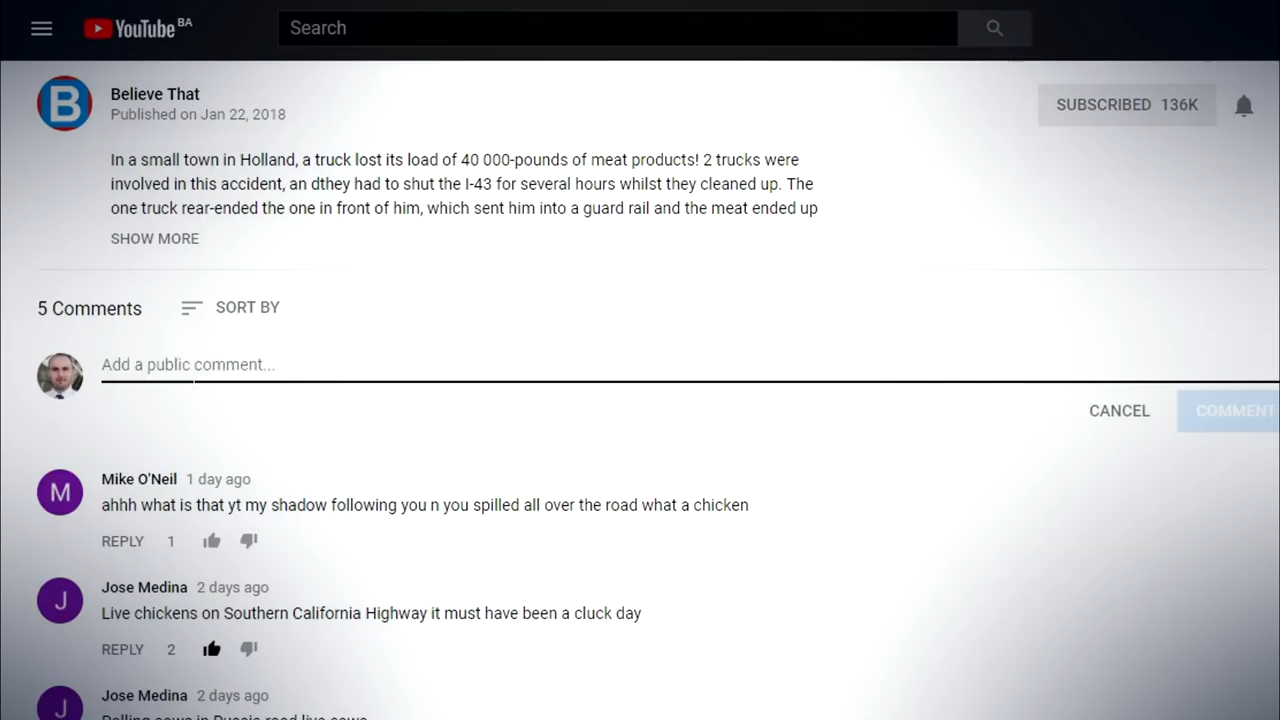 YouTube BA
Search
B
Believe That
Published on Jan 22, 2018
SUBSCRIBED 136K
In a small town in Holland, a truck lost its load of 40 000-pounds of meat products! 2 trucks were
involved in this accident, an dthey had to shut the I-43 for several hours whilst they cleaned up. The
one truck rear-ended the one in front of him, which sent him into a guard rail and the meat ended up
SHOW MORE
5 Comments
SORT BY
Add a public comment...
CANCEL
COMMENT
M
Mike O'Neil 1 day ago
ahhh what is that yt my shadow following you n you spilled all over the road what a chicken
REPLY 1
J
Jose Medina 2 days ago
Live chickens on Southern California Highway it must have been a cluck day
REPLY 2
J
Jose Medina 2 days ago